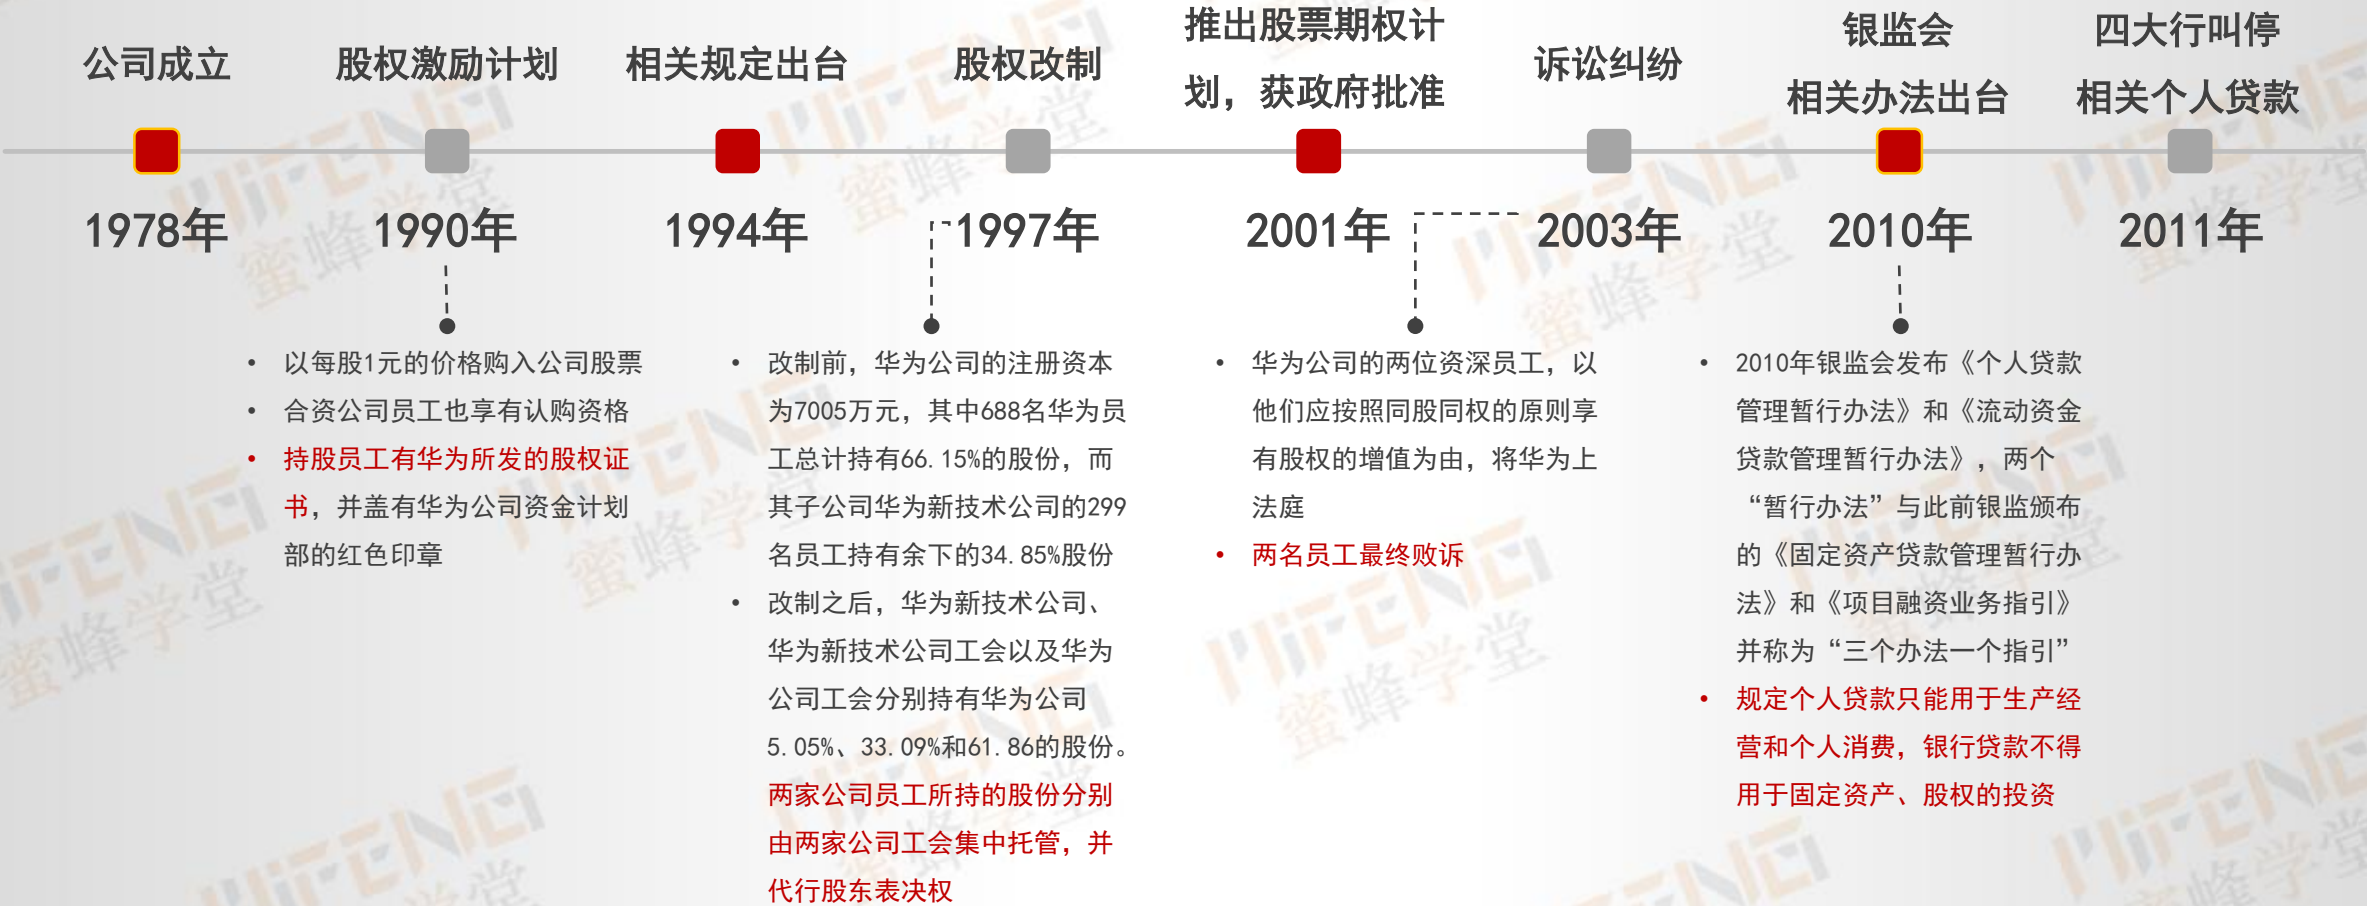 公司成立
股权激励计划
相关规定出台
股权改制
推出股票期权计
划，获政府批准
诉讼纠纷
银监会
相关办法出台
四大行叫停
相关个人贷款
1978年
1990年
1994年
1997年
2001年
2003年
2010年
2011年
• 以每股1元的价格购入公司股票
• 合资公司员工也享有认购资格
• 持股员工有华为所发的股权证
书，并盖有华为公司资金计划
部的红色印章
• 改制前，华为公司的注册资本
为7005万元，其中688名华为员
工总计持有66.15%的股份，而
其子公司华为新技术公司的299
名员工持有余下的34.85%股份
• 改制之后，华为新技术公司、
华为新技术公司工会以及华为
公司工会分别持有华为公司
5.05%、33.09%和61.86的股份。
两家公司员工所持的股份分别
由两家公司工会集中托管，并
代行股东表决权
• 华为公司的两位资深员工，以
他们应按照同股同权的原则享
有股权的增值为由，将华为上
法庭
• 两名员工最终败诉
• 2010年银监会发布《个人贷款
管理暂行办法》和《流动资金
贷款管理暂行办法》，两个
“暂行办法”与此前银监颁布
的《固定资产贷款管理暂行办
法》和《项目融资业务指引》
并称为“三个办法一个指引”
• 规定个人贷款只能用于生产经
营和个人消费，银行贷款不得
用于固定资产、股权的投资
MIFENG
蜜蜂学堂